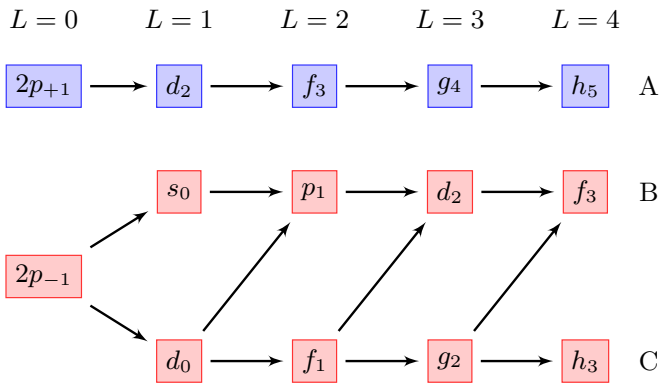 L = 0 L = 1 L = 2 L = 3 L = 4
2p₊₁ d₂ f₃ g₄ h₅ A
s₀ p₁ d₂ f₃ B
2p₋₁
d₀ f₁ g₂ h₃ C